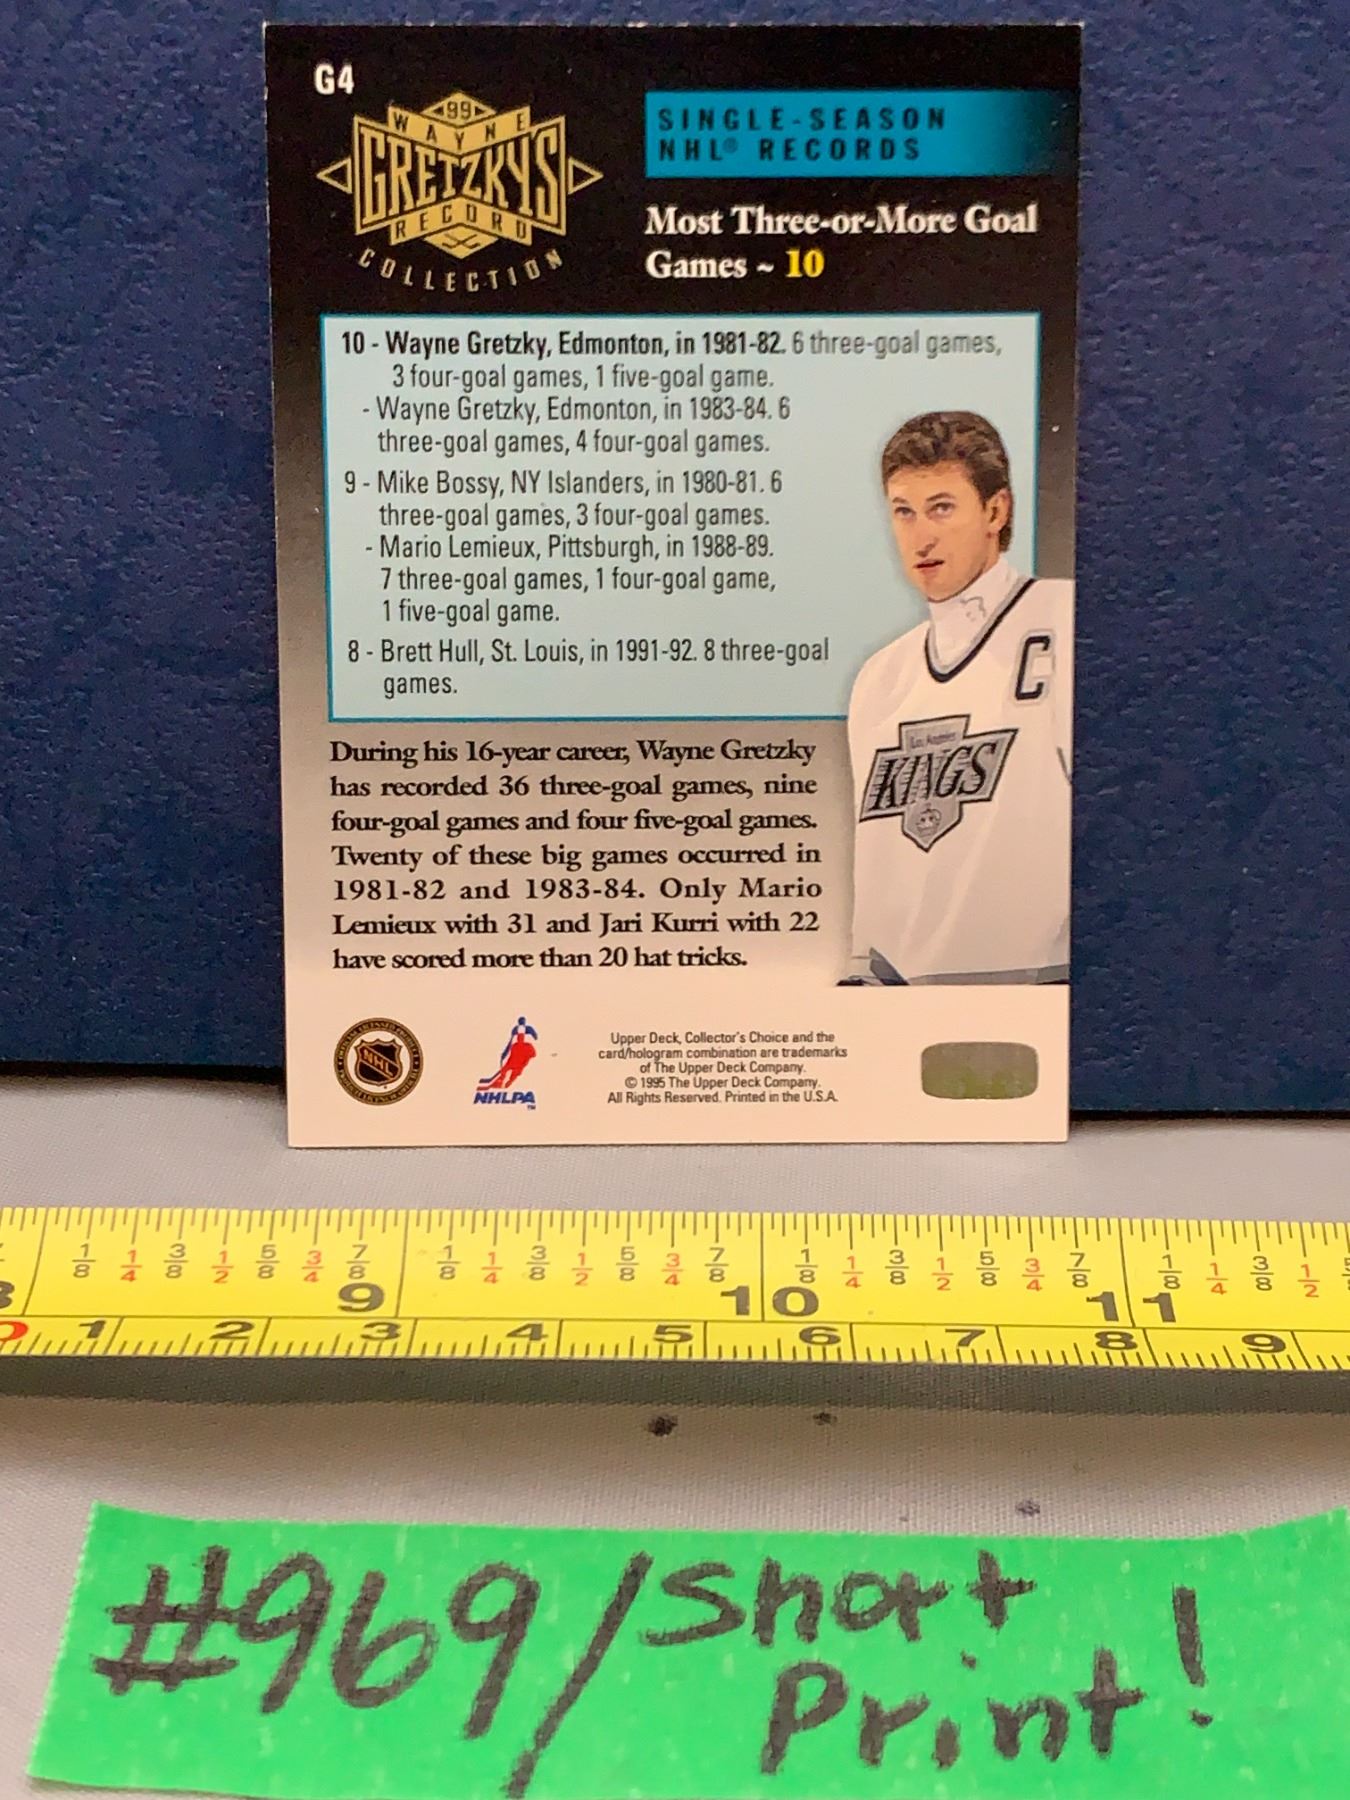 G4
99
WAYNE
GRETZKY'S
RECORD
COLLECTION
SINGLE-SEASON
NHL® RECORDS
Most Three-or-More Goal
Games ~ 10
10 - Wayne Gretzky, Edmonton, in 1981-82. 6 three-goal games,
3 four-goal games, 1 five-goal game.
- Wayne Gretzky, Edmonton, in 1983-84. 6
three-goal games, 4 four-goal games.
9 - Mike Bossy, NY Islanders, in 1980-81. 6
three-goal games, 3 four-goal games.
- Mario Lemieux, Pittsburgh, in 1988-89.
7 three-goal games, 1 four-goal game,
1 five-goal game.
8 - Brett Hull, St. Louis, in 1991-92. 8 three-goal
games.
C
Los Angeles
KINGS
During his 16-year career, Wayne Gretzky
has recorded 36 three-goal games, nine
four-goal games and four five-goal games.
Twenty of these big games occurred in
1981-82 and 1983-84. Only Mario
Lemieux with 31 and Jari Kurri with 22
have scored more than 20 hat tricks.
NHL
NHLPA
TM
Upper Deck, Collector's Choice and the
card/hologram combination are trademarks
of The Upper Deck Company.
© 1995 The Upper Deck Company.
All Rights Reserved. Printed in the U.S.A.
1/8 1/4 3/8 1/2 5/8 3/4 7/8 1/8 1/4 3/8 1/2 5/8 3/4 7/8 1/8 1/4 3/8 1/2 5/8 3/4 7/8 1/8 1/4 3/8 1/2
9 10 11
0 1 2 3 4 5 6 7 8 9
#969/Short
Print!